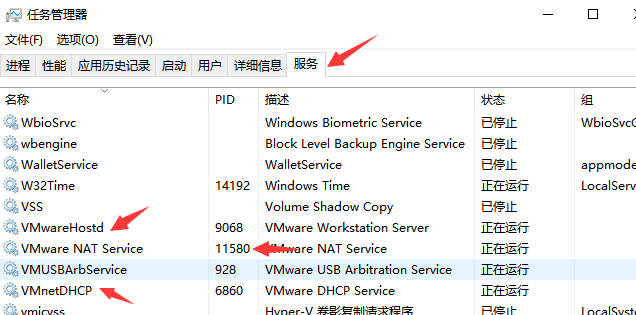 任务管理器
文件(F) 选项(O) 查看(V)
进程 性能 应用历史记录 启动 用户 详细信息 服务
名称 PID 描述 状态 组
WbioSrvc Windows Biometric Service 已停止 WbioSvcG
wbengine Block Level Backup Engine Service 已停止
WalletService WalletService 已停止 appmode
W32Time 14192 Windows Time 正在运行 LocalServ
VSS Volume Shadow Copy 已停止
VMwareHostd 9068 VMware Workstation Server 正在运行
VMware NAT Service 11580 VMware NAT Service 正在运行
VMUSBArbService 928 VMware USB Arbitration Service 正在运行
VMnetDHCP 6860 VMware DHCP Service 正在运行
vmicvss Hyper-V 卷影复制请求程序 已停止 LocalSyst